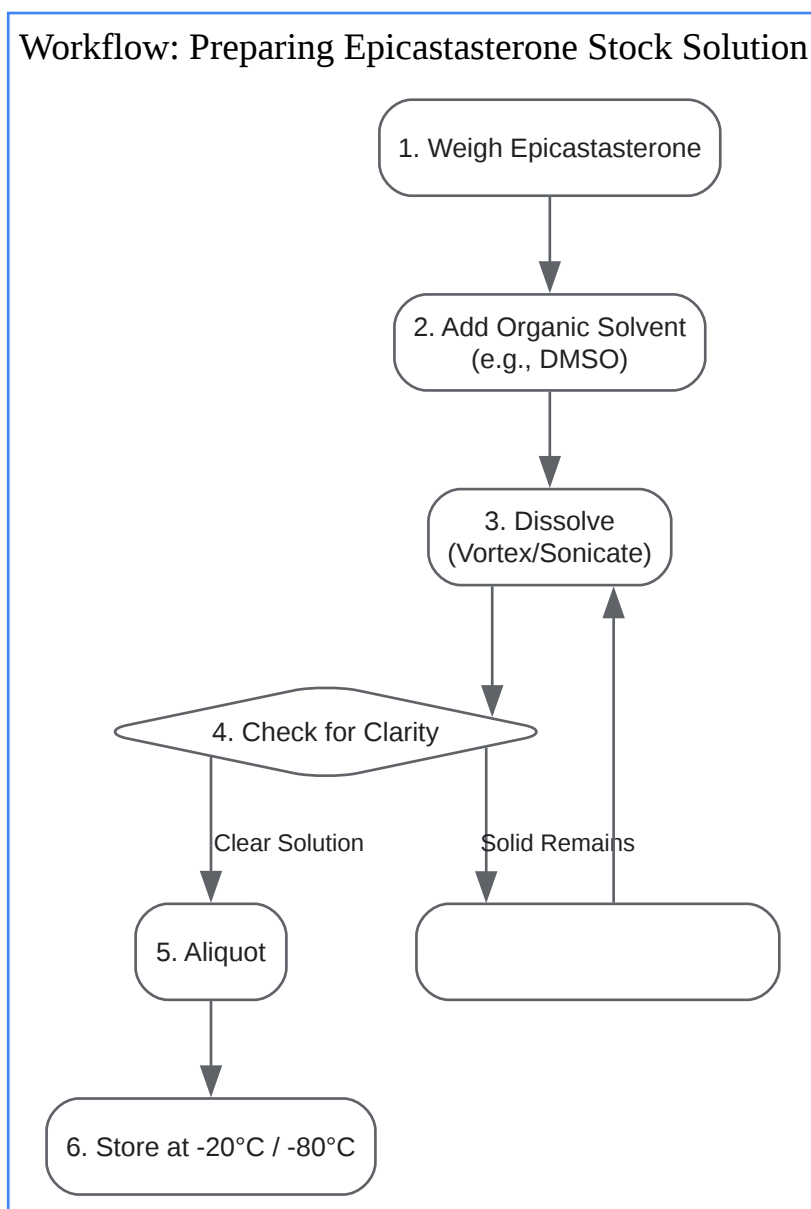 Workflow: Preparing Epicastasterone Stock Solution
1. Weigh Epicastasterone
2. Add Organic Solvent
(e.g., DMSO)
3. Dissolve
(Vortex/Sonicate)
4. Check for Clarity
Clear Solution
Solid Remains
5. Aliquot
6. Store at -20°C / -80°C